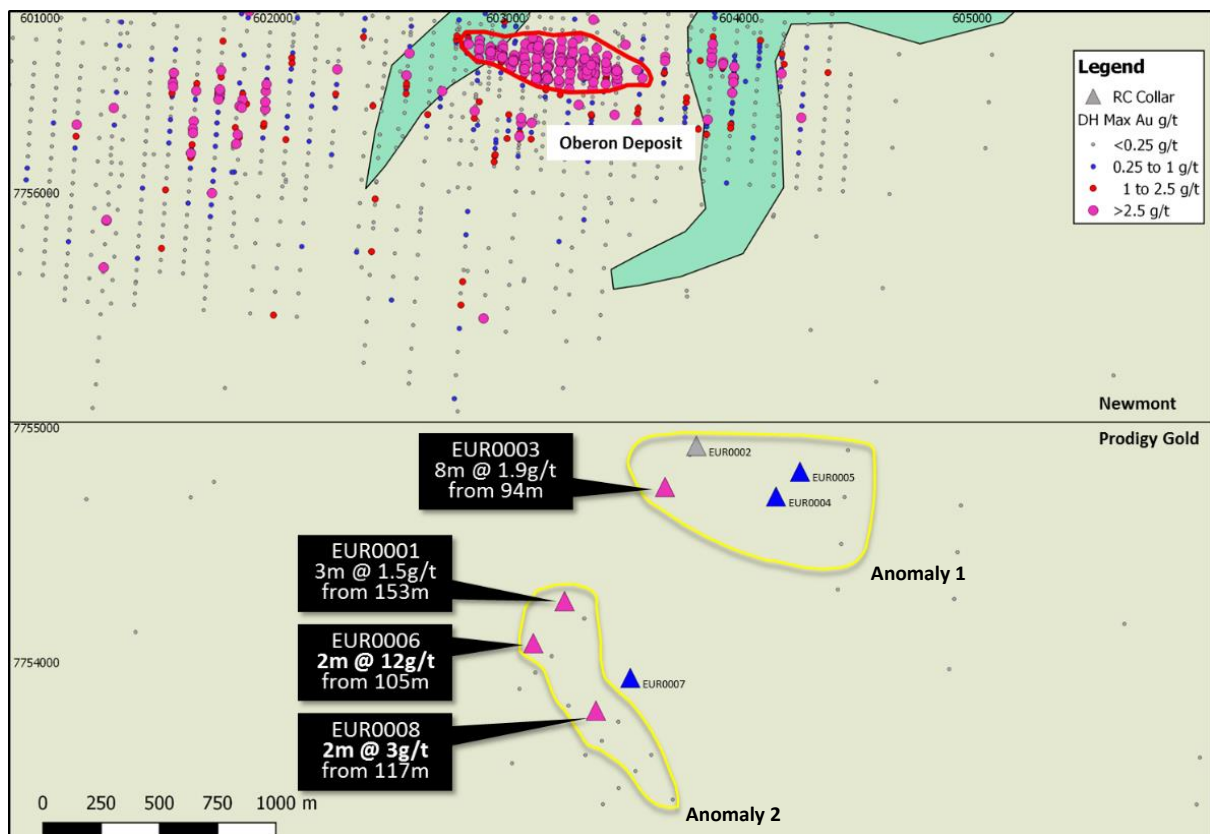 601000
602000
603000
604000
605000
Legend
RC Collar
DH Max Au g/t
<0.25 g/t
0.25 to 1 g/t
1 to 2.5 g/t
>2.5 g/t
Oberon Deposit
7756000
Newmont
7755000
Prodigy Gold
EUR0003
8m @ 1.9g/t
from 94m
EUR0002
EUR0005
EUR0004
Anomaly 1
EUR0001
3m @ 1.5g/t
from 153m
EUR0006
2m @ 12g/t
from 105m
7754000
EUR0007
EUR0008
2m @ 3g/t
from 117m
Anomaly 2
0 250 500 750 1000 m